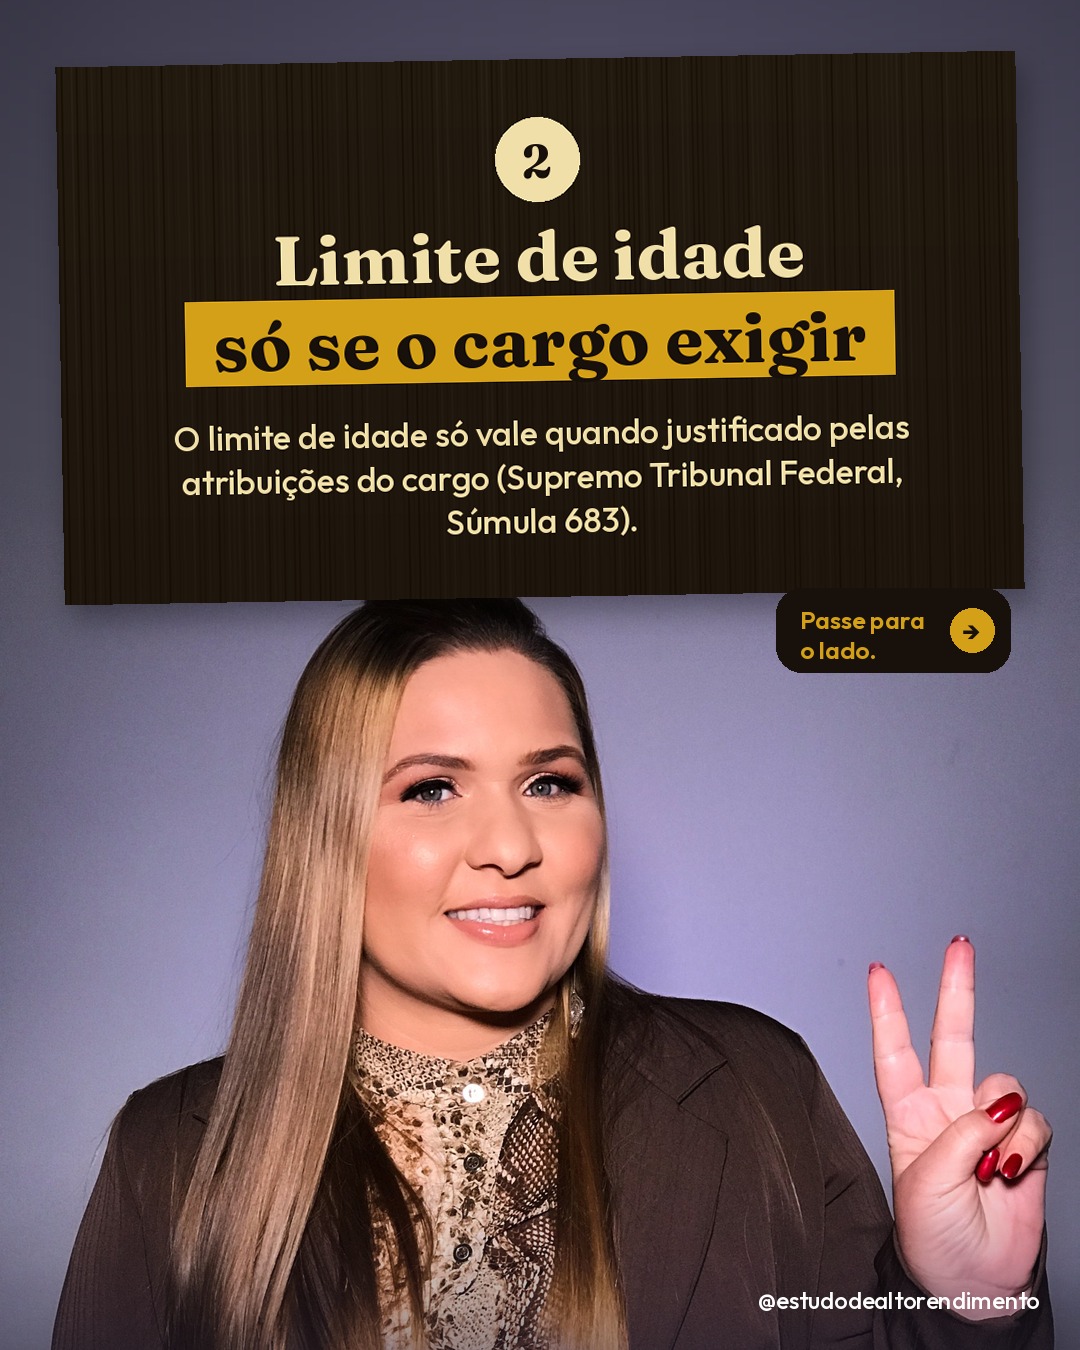 2
Limite de idade
só se o cargo exigir
O limite de idade só vale quando justificado pelas
atribuições do cargo (Supremo Tribunal Federal,
Súmula 683).
Passe para
o lado.
@estudodealtorendimento